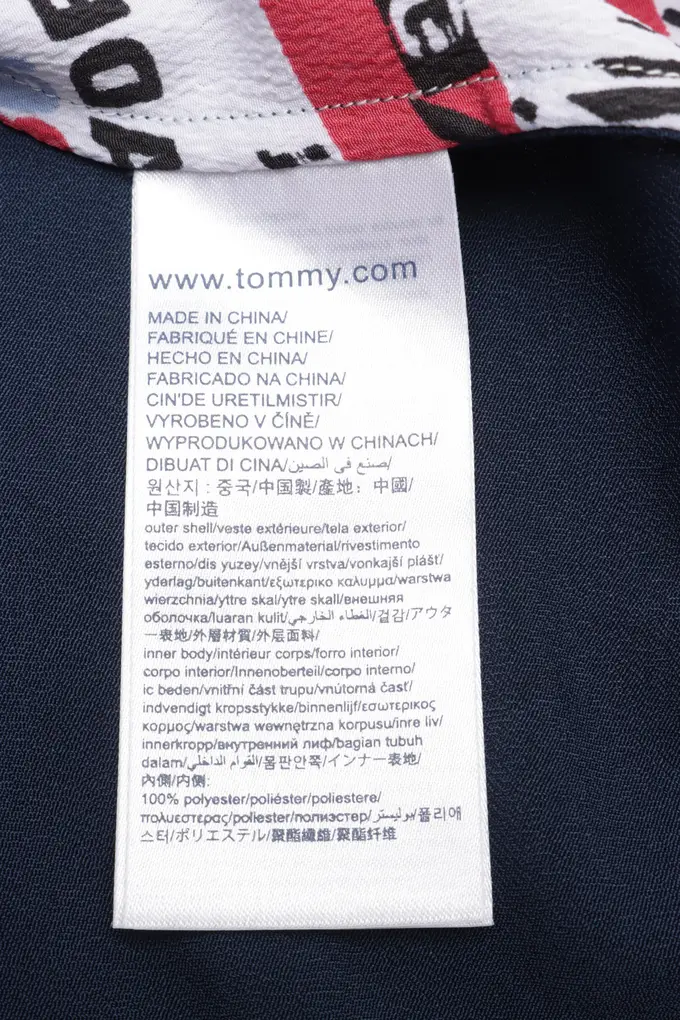 www.tommy.com
MADE IN CHINA/
FABRIQUÉ EN CHINE/
HECHO EN CHINA/
FABRICADO NA CHINA/
CIN'DE URETILMISTIR/
VYROBENO V ČÍNĚ/
WYPRODUKOWANO W CHINACH/
DIBUAT DI CINA/صنع في الصين/
원산지 : 중국/中国製/產地：中國/
中国制造
outer shell/veste extérieure/tela exterior/
tecido exterior/Außenmaterial/rivestimento
esterno/dis yuzey/vnější vrstva/vonkajší plášť/
yderlag/buitenkant/εξωτερικο καλυμμα/warstwa
wierzchnia/yttre skal/ytre skall/внешняя
оболочка/luaran kulit/الغطاء الخارجي/겉감/アウタ
ー表地/外層材質/外层面料/
inner body/intérieur corps/forro interior/
corpo interior/Innenoberteil/corpo interno/
ic beden/vnitřní část trupu/vnútorná časť/
indvendigt kropsstykke/binnenlijf/εσωτερικος
κορμος/warstwa wewnętrzna korpusu/inre liv/
innerkropp/внутренний лиф/bagian tubuh
dalam/القوام الداخلي/몸판안쪽/インナー表地/
內側/内侧:
100% polyester/poliéster/poliestere/
πολυεστερας/poliester/полиэстер/بوليستر/폴리에
스터/ポリエステル/聚酯纖維/聚酯纤维